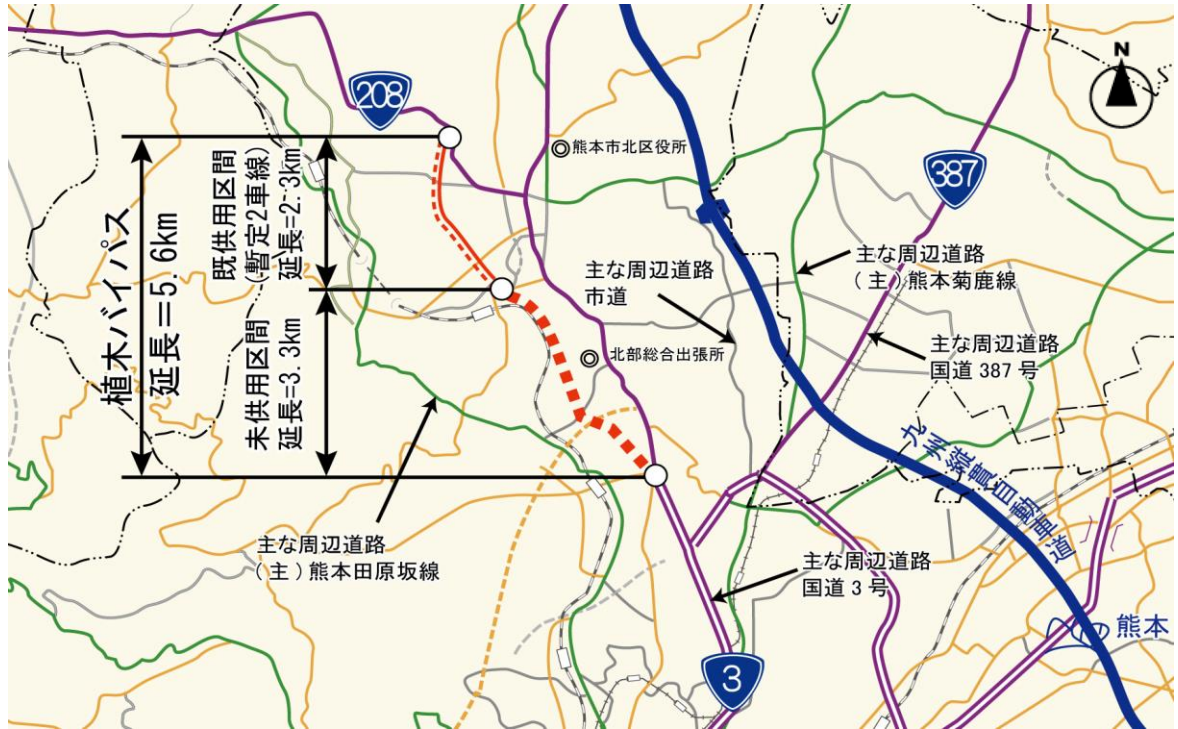 N
208
387
熊本市北区役所
植木バイパス
延長=5.6km
既供用区間
(暫定2車線)
延長=2.3km
未供用区間
延長=3.3km
主な周辺道路
市道
主な周辺道路
(主)熊本菊鹿線
主な周辺道路
国道387号
北部総合出張所
九州縦貫自動車道
主な周辺道路
(主)熊本田原坂線
主な周辺道路
国道3号
熊本
3